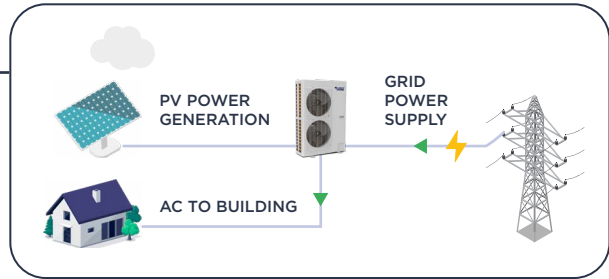 PV POWER
GENERATION
GRID
POWER
SUPPLY
AC TO BUILDING